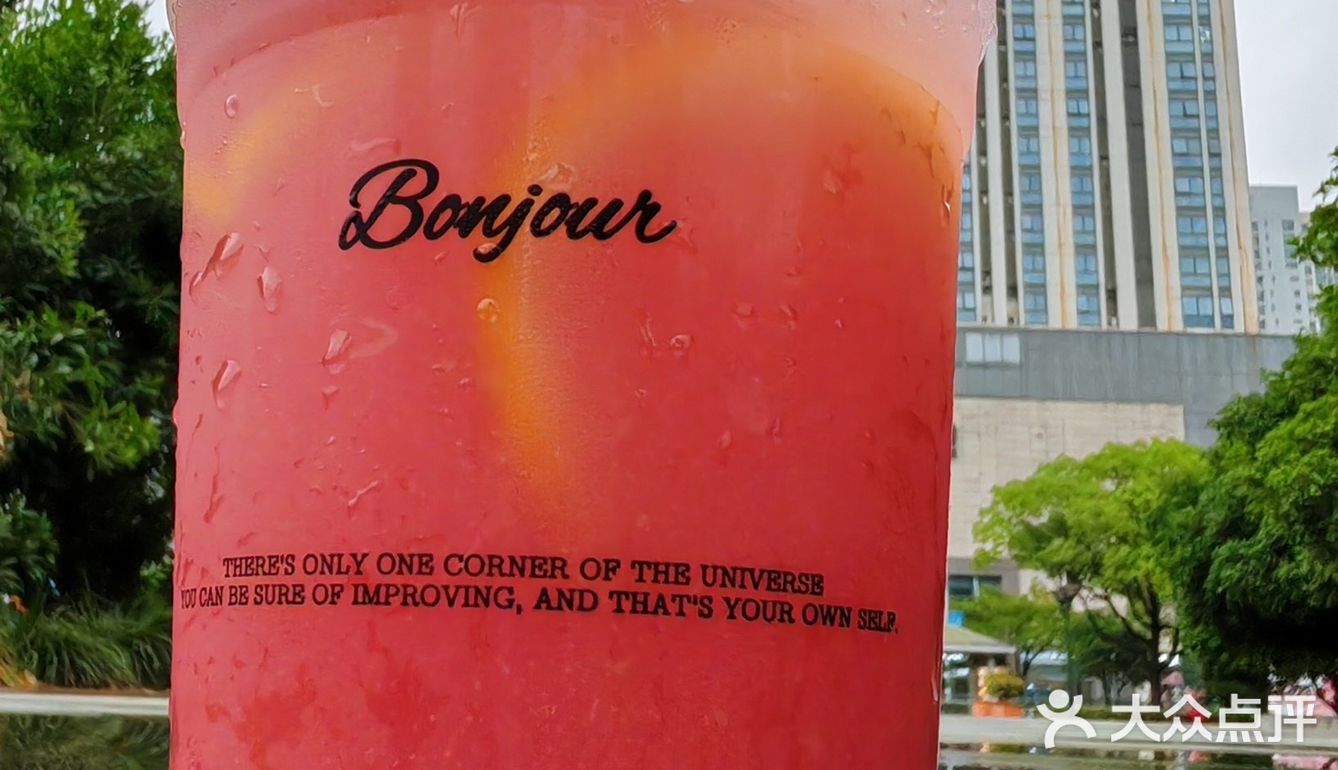 Bonjour
THERE'S ONLY ONE CORNER OF THE UNIVERSE
YOU CAN BE SURE OF IMPROVING, AND THAT'S YOUR OWN SELF.
大众点评